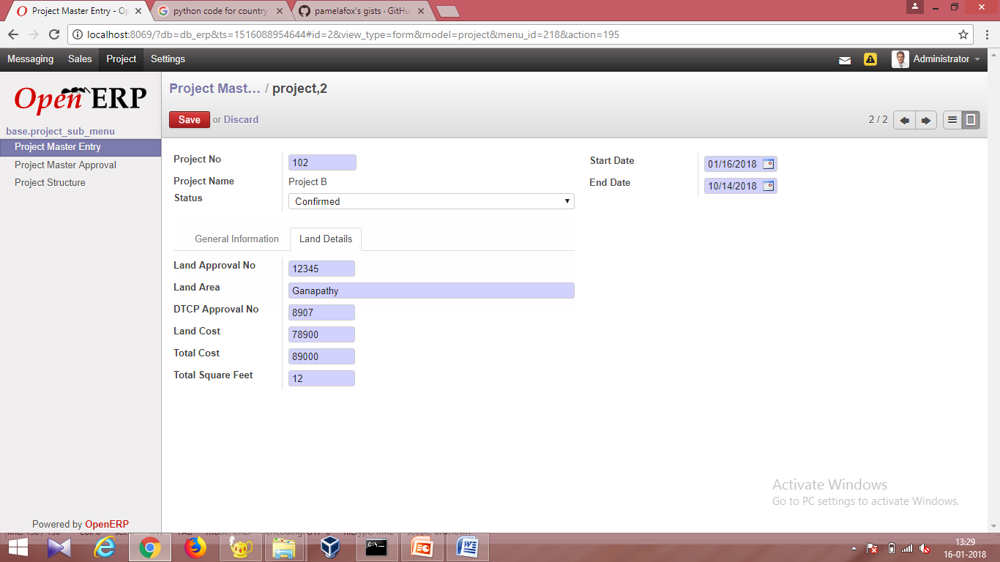 Project Master Entry - Op
python code for country
pamelafox's gists · GitHu
localhost:8069/?db=db_erp&ts=1516088954644#id=2&view_type=form&model=project&menu_id=218&action=195
Messaging Sales Project Settings Administrator
Open ERP
base.project_sub_menu
Project Master Entry
Project Master Approval
Project Structure
Powered by OpenERP
Project Mast... / project,2
Save or Discard
2 / 2
Project No 102
Project Name Project B
Status Confirmed
Start Date 01/16/2018
End Date 10/14/2018
General Information Land Details
Land Approval No 12345
Land Area Ganapathy
DTCP Approval No 8907
Land Cost 78900
Total Cost 89000
Total Square Feet 12
Activate Windows
Go to PC settings to activate Windows.
13:29
16-01-2018